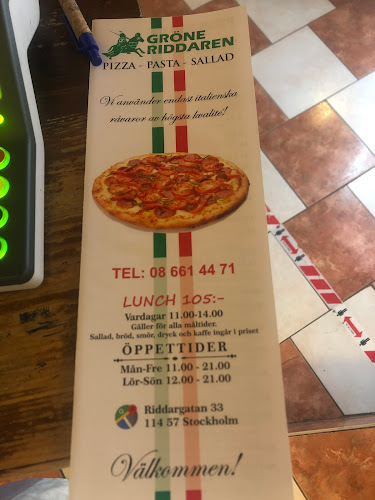 GRÖNE
RIDDAREN
PIZZA - PASTA - SALLAD
Vi använder endast italienska
råvaror av högsta kvalité!
TEL: 08 661 44 71
LUNCH 105:-
Vardagar 11.00-14.00
Gäller för alla måltider.
Sallad, bröd, smör, dryck och kaffe ingår i priset
ÖPPETTIDER
Mån-Fre 11.00 - 21.00
Lör-Sön 12.00 - 21.00
Riddargatan 33
114 57 Stockholm
Välkommen!